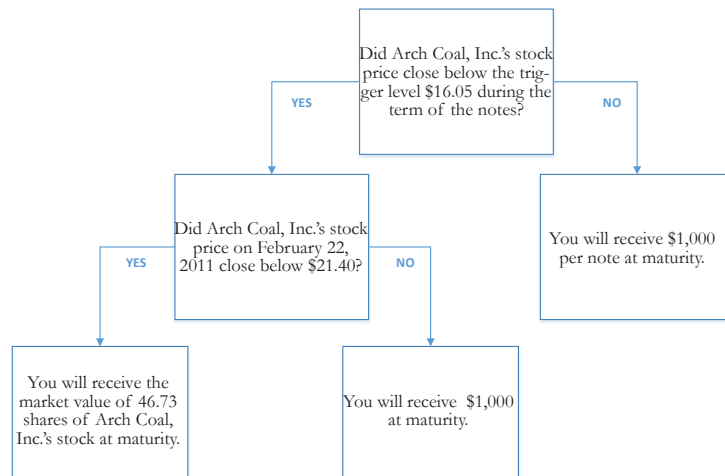 Did Arch Coal, Inc.'s stock
price close below the trig-
ger level $16.05 during the
term of the notes?
YES
NO
Did Arch Coal, Inc.'s stock
price on February 22,
2011 close below $21.40?
You will receive $1,000
per note at maturity.
YES
NO
You will receive the
market value of 46.73
shares of Arch Coal,
Inc.'s stock at maturity.
You will receive  $1,000
at maturity.